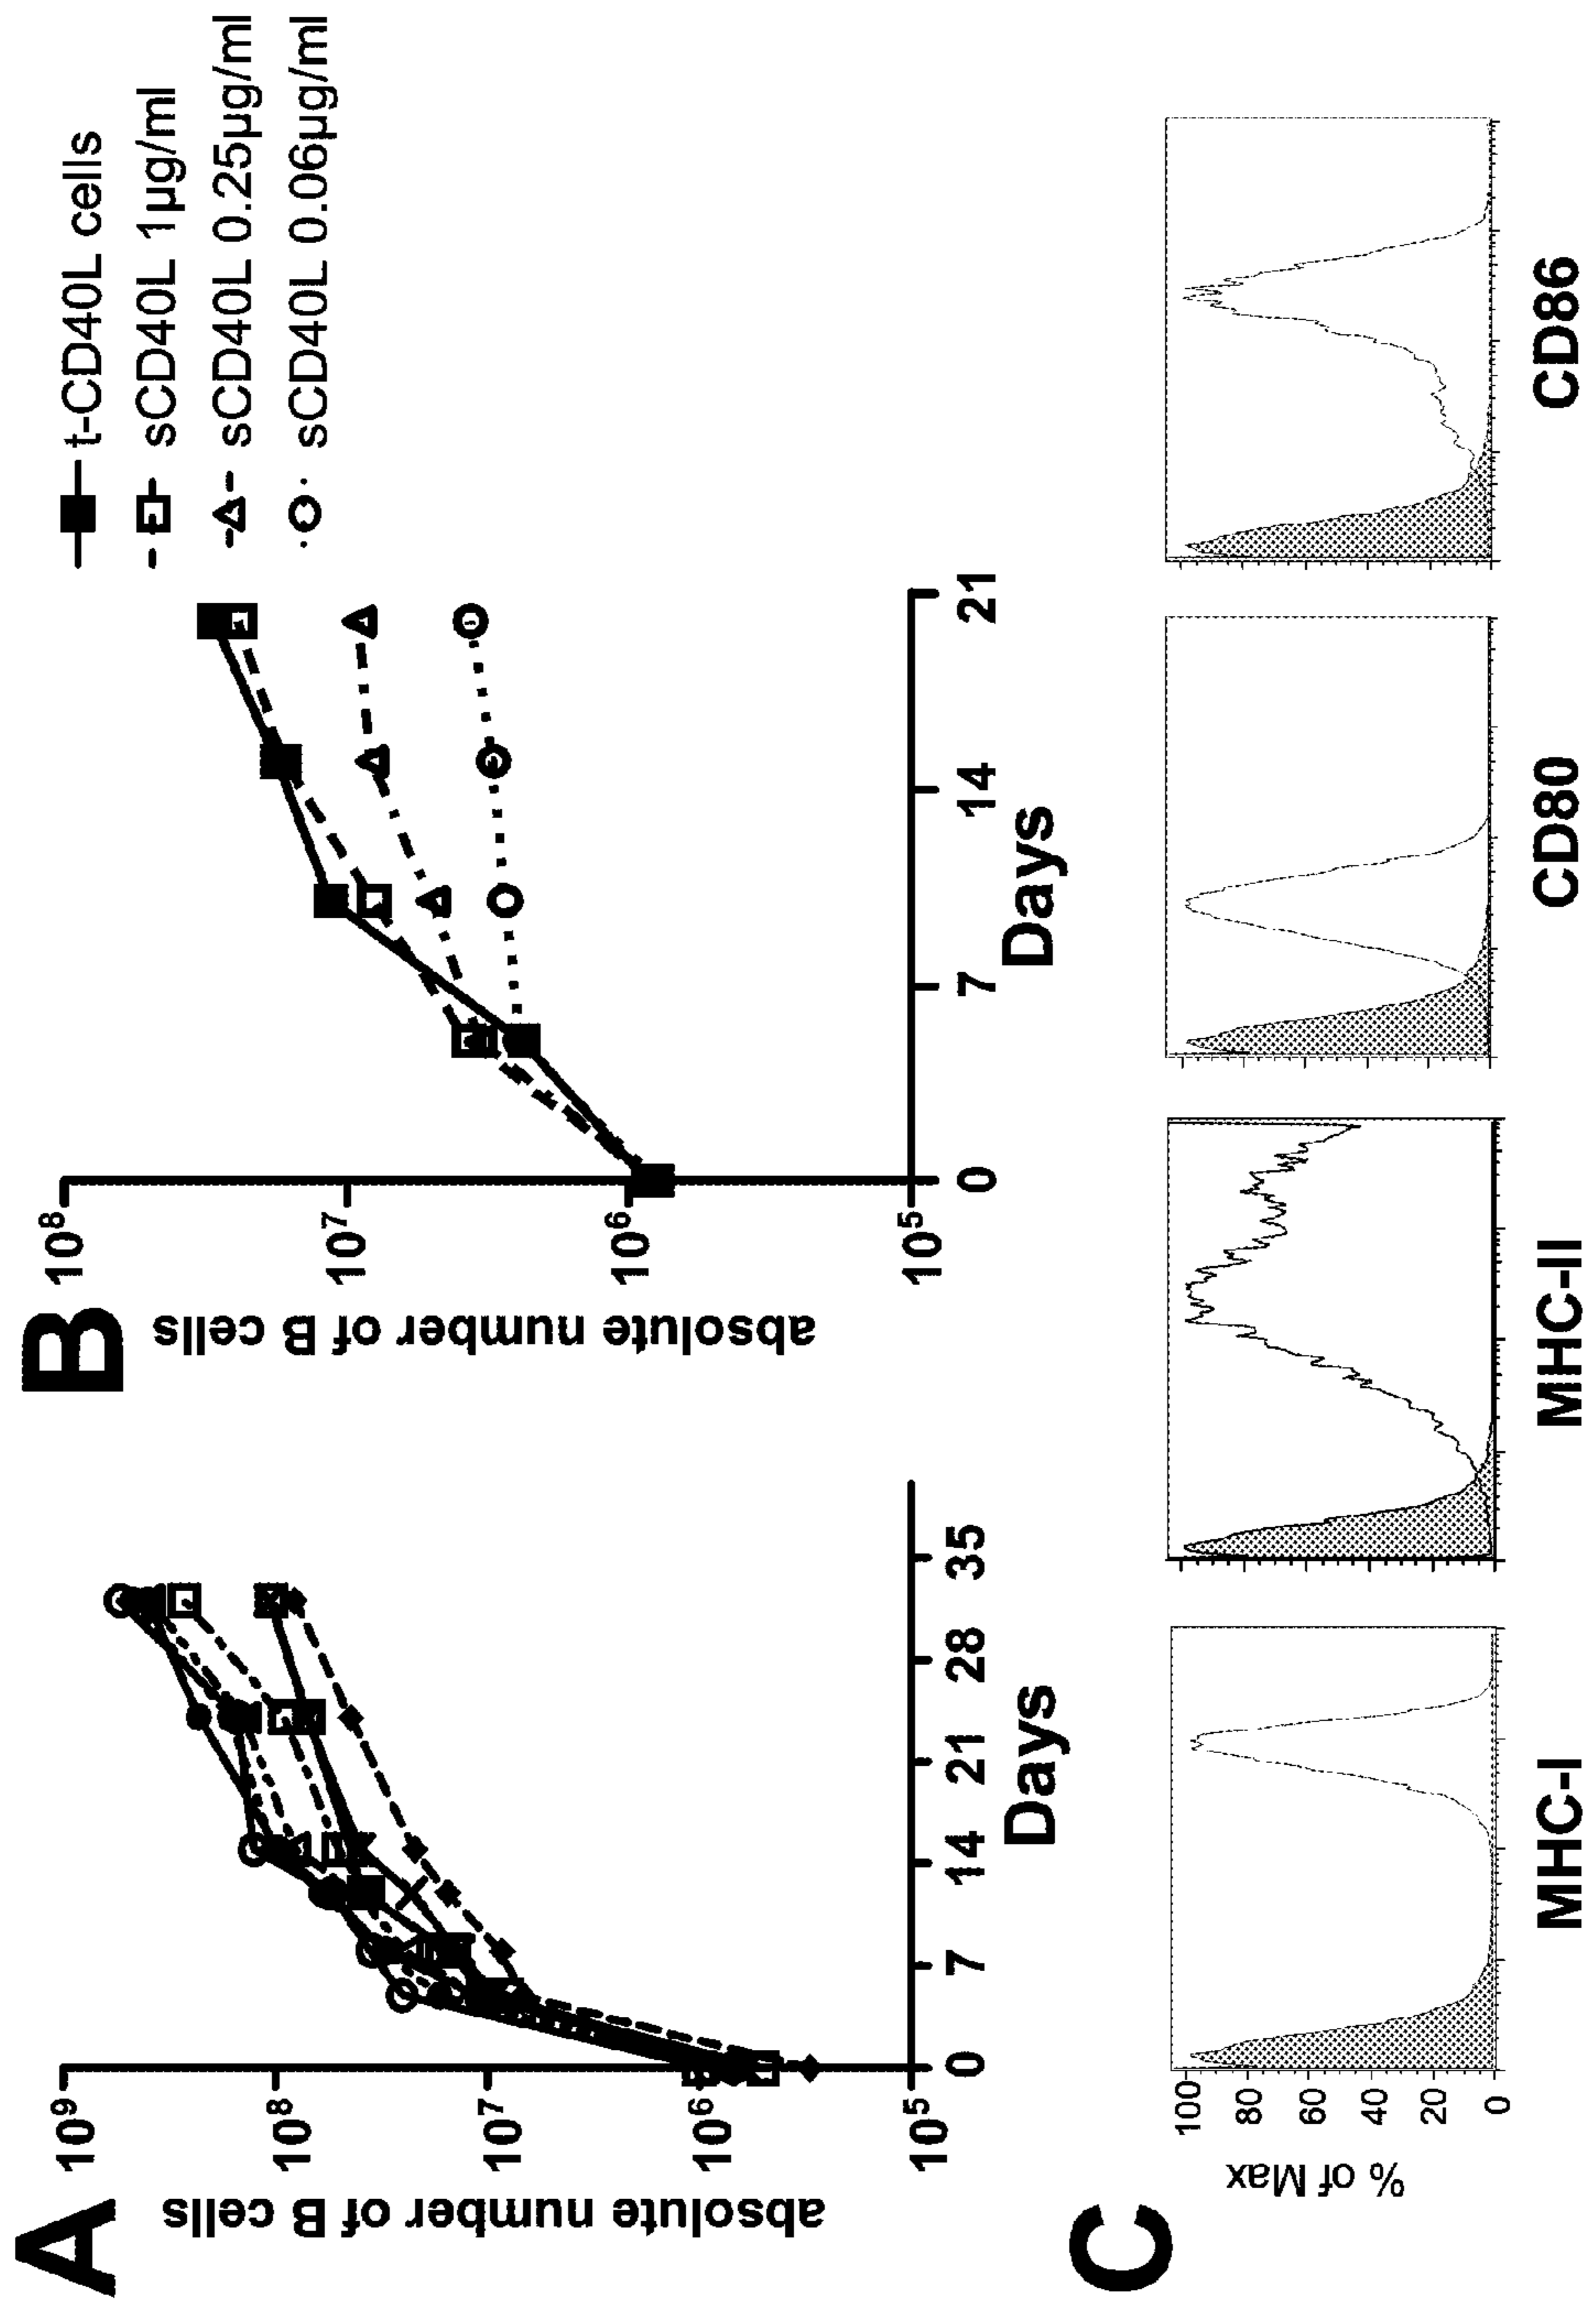 A
absolute number of B cells
10⁹
10⁸
10⁷
10⁶
10⁵
0
7
14
21
28
35
Days
B
absolute number of B cells
10⁸
10⁷
10⁶
10⁵
0
7
14
21
Days
t-CD40L cells
sCD40L 1µg/ml
sCD40L 0.25µg/ml
sCD40L 0.06µg/ml
C
% of Max
100
80
60
40
20
0
MHC-I
MHC-II
CD80
CD86